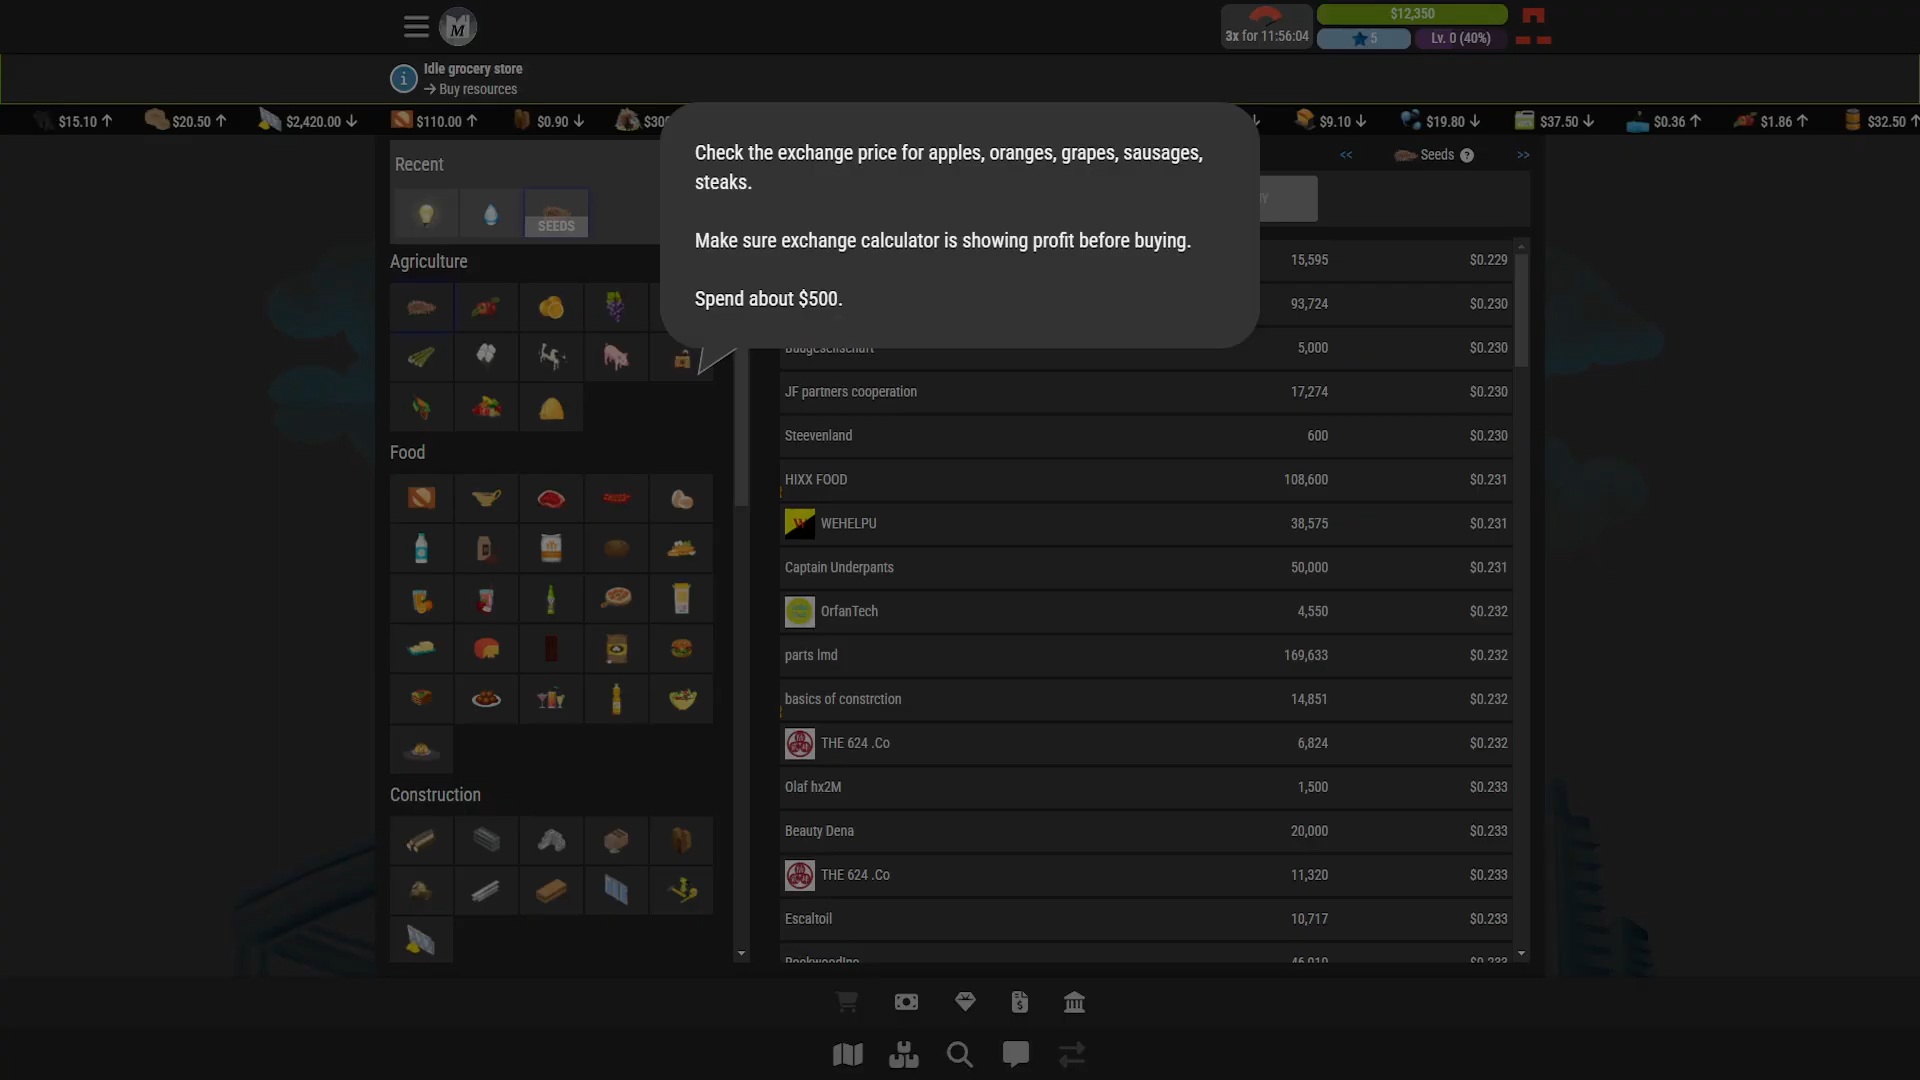 M
3x for 11:56:04
$12,350
5
Lv. 0 (40%)
Idle grocery store
→ Buy resources
$15.10 ↑
$20.50 ↑
$2,420.00 ↓
$110.00 ↑
$0.90 ↓
$300
$9.10 ↓
$19.80 ↓
$37.50 ↓
$0.36 ↑
$1.86 ↑
$32.50 ↑
Check the exchange price for apples, oranges, grapes, sausages,
steaks.
Make sure exchange calculator is showing profit before buying.
Spend about $500.
Recent
SEEDS
Agriculture
Food
Construction
<<
Seeds ?
>>
15,595 $0.229
93,724 $0.230
5,000 $0.230
JF partners cooperation 17,274 $0.230
Steevenland 600 $0.230
HIXX FOOD 108,600 $0.231
WEHELPU 38,575 $0.231
Captain Underpants 50,000 $0.231
OrfanTech 4,550 $0.232
parts lmd 169,633 $0.232
basics of constrction 14,851 $0.232
THE 624 .Co 6,824 $0.232
Olaf hx2M 1,500 $0.233
Beauty Dena 20,000 $0.233
THE 624 .Co 11,320 $0.233
Escaltoil 10,717 $0.233
RookwoodInc 46,010 $0.233